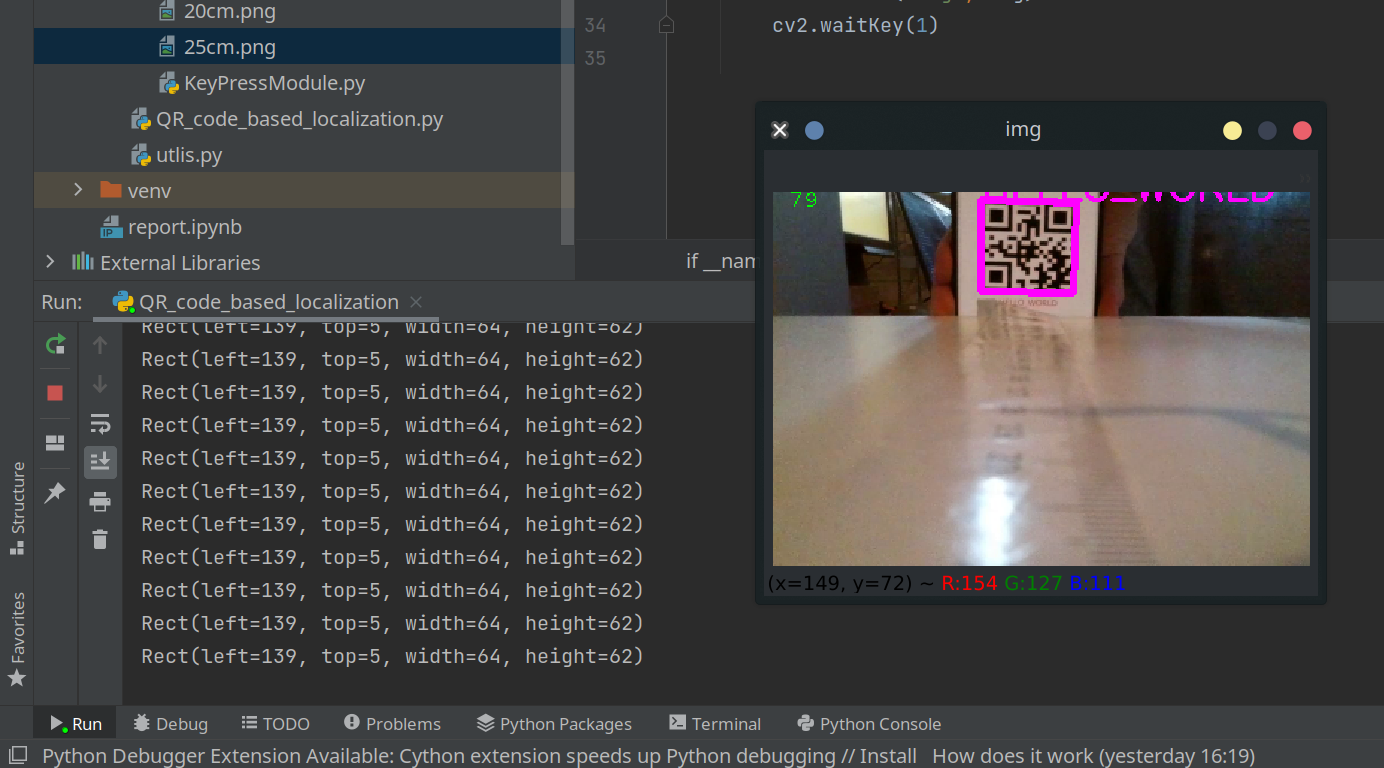 20cm.png
25cm.png
KeyPressModule.py
QR_code_based_localization.py
utlis.py
venv
report.ipynb
External Libraries
34
cv2.waitKey(1)
35
if __nam
img
79
HELLO_WORLD
(x=149, y=72) ~ R:154 G:127 B:111
Run:
QR_code_based_localization
Rect(left=139, top=5, width=64, height=62)
Rect(left=139, top=5, width=64, height=62)
Rect(left=139, top=5, width=64, height=62)
Rect(left=139, top=5, width=64, height=62)
Rect(left=139, top=5, width=64, height=62)
Rect(left=139, top=5, width=64, height=62)
Rect(left=139, top=5, width=64, height=62)
Rect(left=139, top=5, width=64, height=62)
Rect(left=139, top=5, width=64, height=62)
Rect(left=139, top=5, width=64, height=62)
Rect(left=139, top=5, width=64, height=62)
Structure
Favorites
Run Debug TODO Problems Python Packages Terminal Python Console
Python Debugger Extension Available: Cython extension speeds up Python debugging // Install How does it work (yesterday 16:19)